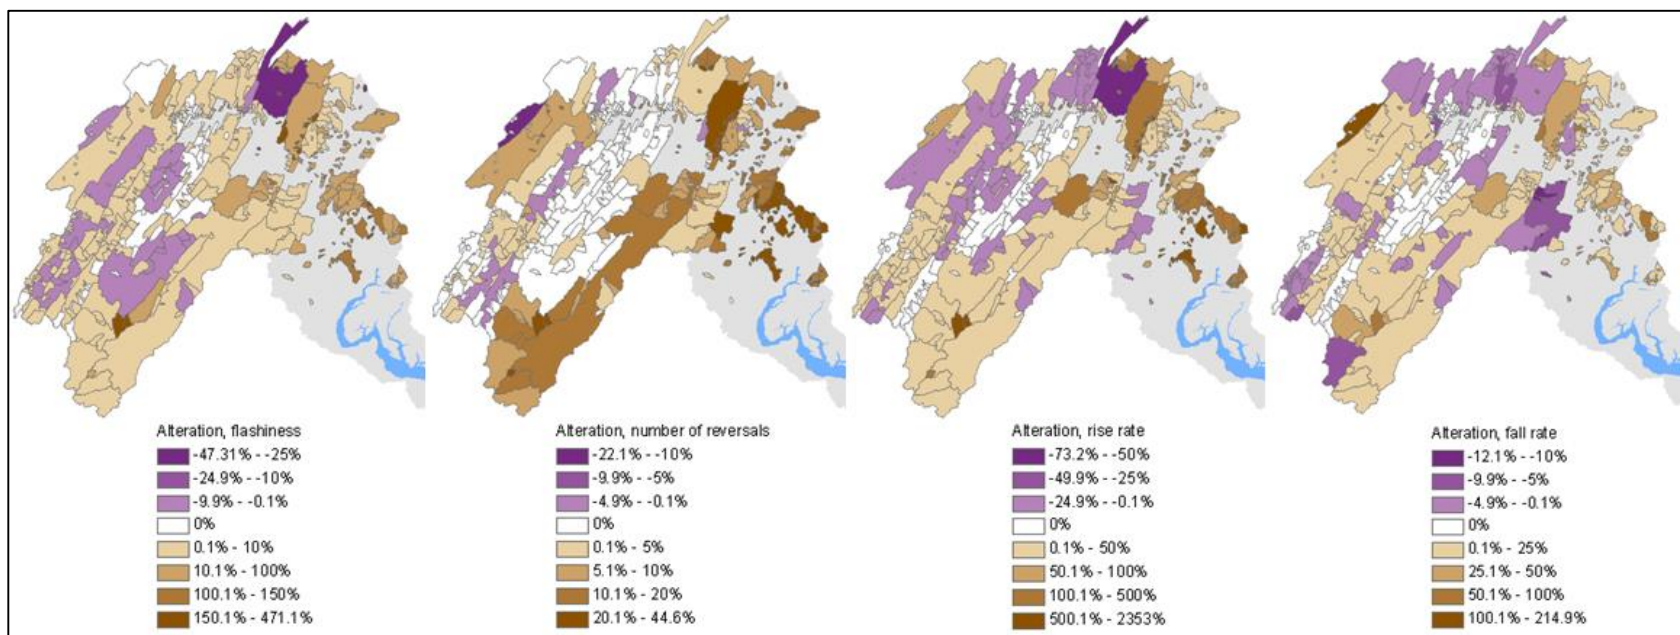 Alteration, flashiness
-47.31% - -25%
-24.9% - -10%
-9.9% - -0.1%
0%
0.1% - 10%
10.1% - 100%
100.1% - 150%
150.1% - 471.1%
Alteration, number of reversals
-22.1% - -10%
-9.9% - -5%
-4.9% - -0.1%
0%
0.1% - 5%
5.1% - 10%
10.1% - 20%
20.1% - 44.6%
Alteration, rise rate
-73.2% - -50%
-49.9% - -25%
-24.9% - -0.1%
0%
0.1% - 50%
50.1% - 100%
100.1% - 500%
500.1% - 2353%
Alteration, fall rate
-12.1% - -10%
-9.9% - -5%
-4.9% - -0.1%
0%
0.1% - 25%
25.1% - 50%
50.1% - 100%
100.1% - 214.9%